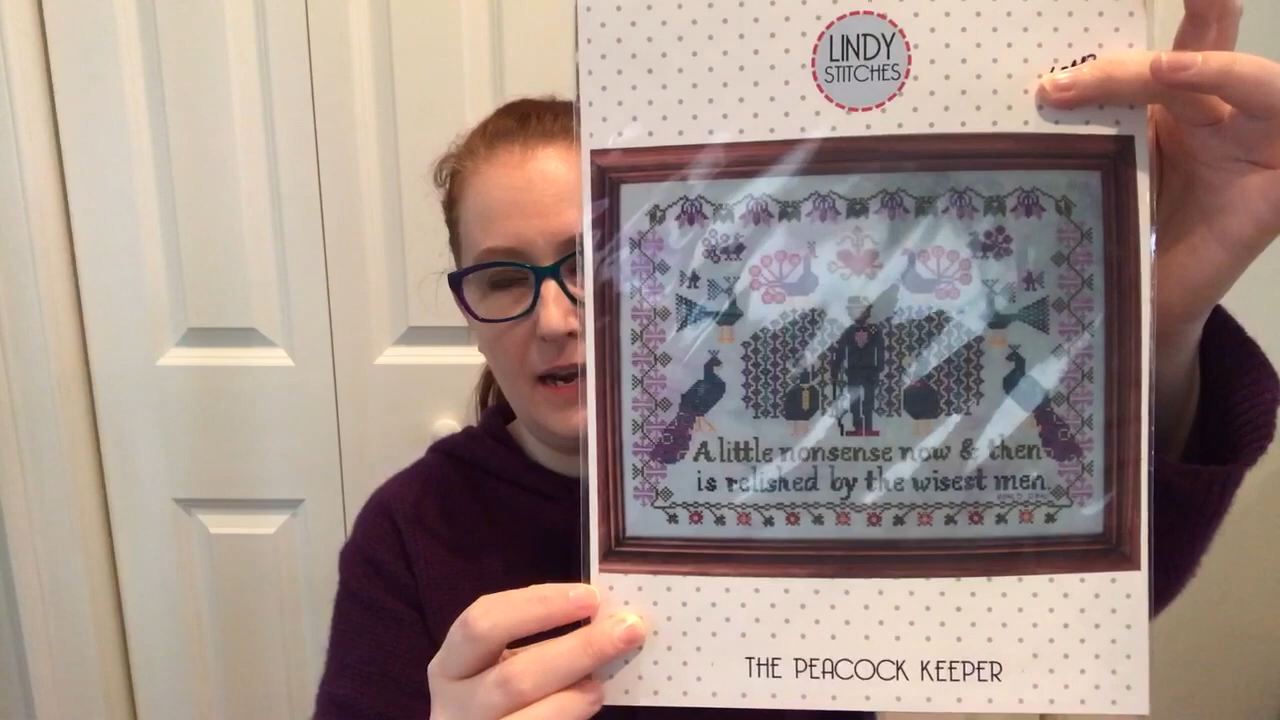 LINDY
STITCHES
A little nonsense now & then
is relished by the wisest men.
THE PEACOCK KEEPER